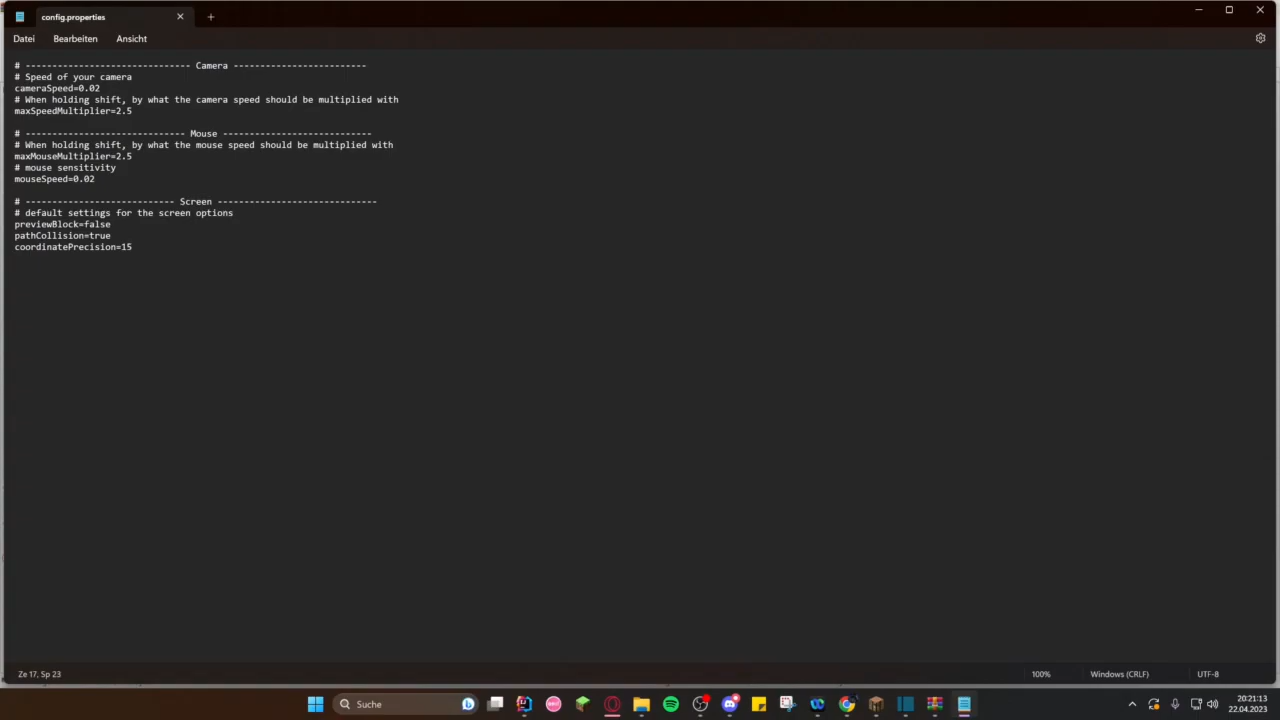 config.properties
Datei Bearbeiten Ansicht
# ------------------------------- Camera -------------------------
# Speed of your camera
cameraSpeed=0.02
# When holding shift, by what the camera speed should be multiplied with
maxSpeedMultiplier=2.5
# ------------------------------ Mouse ----------------------------
# When holding shift, by what the mouse speed should be multiplied with
maxMouseMultiplier=2.5
# mouse sensitivity
mouseSpeed=0.02
# ---------------------------- Screen ------------------------------
# default settings for the screen options
previewBlock=false
pathCollision=true
coordinatePrecision=15
Ze 17, Sp 23 100% Windows (CRLF) UTF-8
Suche
20:21:13
22.04.2023